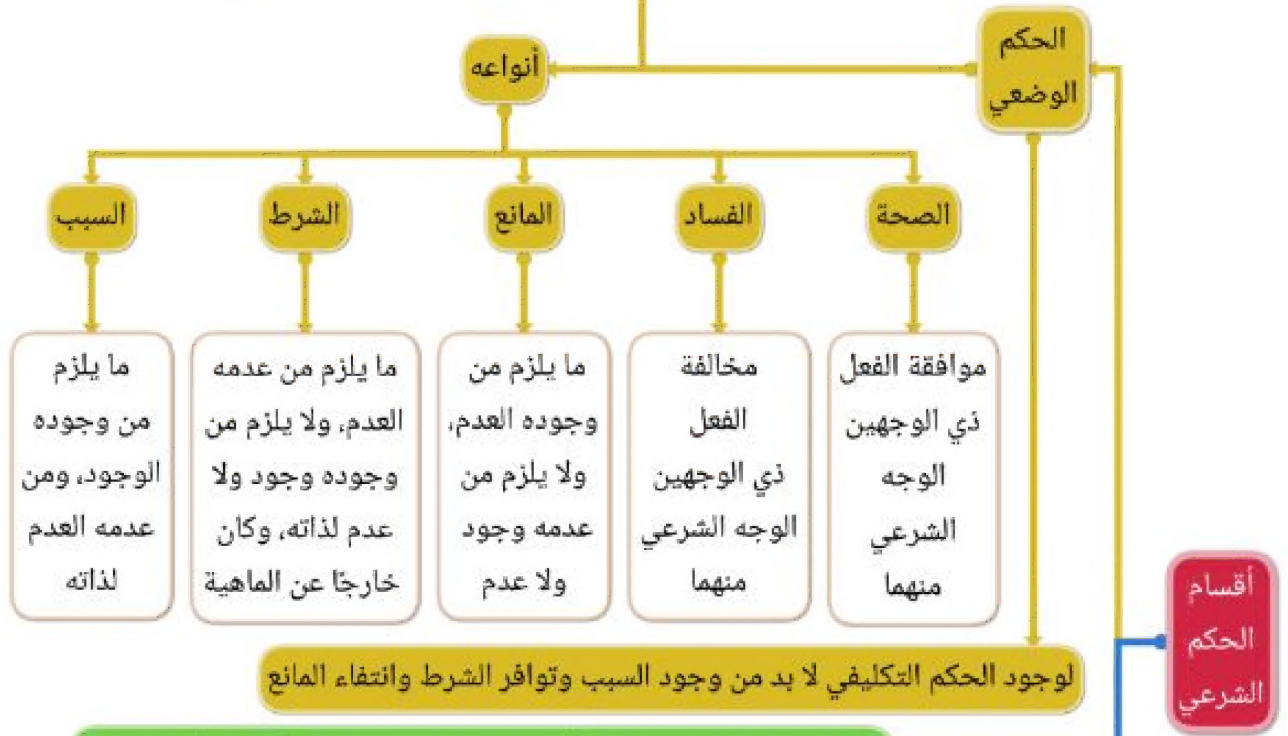 الحكم
الوضعي
أنواعه
الصحة
الفساد
المانع
الشرط
السبب
موافقة الفعل
ذي الوجهين
الوجه
الشرعي
منهما
مخالفة
الفعل
ذي الوجهين
الوجه الشرعي
منهما
ما يلزم من
وجوده العدم،
ولا يلزم من
عدمه وجود
ولا عدم
ما يلزم من عدمه
العدم، ولا يلزم من
وجوده وجود ولا
عدم لذاته، وكان
خارجًا عن الماهية
ما يلزم
من وجوده
الوجود، ومن
عدمه العدم
لذاته
أقسام
الحكم
الشرعي
لوجود الحكم التكليفي لا بد من وجود السبب وتوافر الشرط وانتفاء المانع